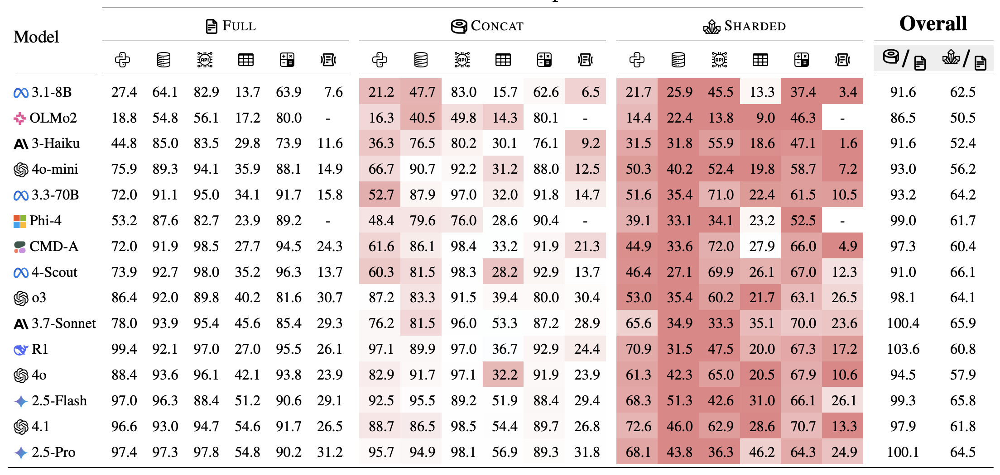 Model FULL CONCAT SHARDED Overall
API API API / /
3.1-8B 27.4 64.1 82.9 13.7 63.9 7.6 21.2 47.7 83.0 15.7 62.6 6.5 21.7 25.9 45.5 13.3 37.4 3.4 91.6 62.5
OLMo2 18.8 54.8 56.1 17.2 80.0 - 16.3 40.5 49.8 14.3 80.1 - 14.4 22.4 13.8 9.0 46.3 - 86.5 50.5
3-Haiku 44.8 85.0 83.5 29.8 73.9 11.6 36.3 76.5 80.2 30.1 76.1 9.2 31.5 31.8 55.9 18.6 47.1 1.6 91.6 52.4
4o-mini 75.9 89.3 94.1 35.9 88.1 14.9 66.7 90.7 92.2 31.2 88.0 12.5 50.3 40.2 52.4 19.8 58.7 7.2 93.0 56.2
3.3-70B 72.0 91.1 95.0 34.1 91.7 15.8 52.7 87.9 97.0 32.0 91.8 14.7 51.6 35.4 71.0 22.4 61.5 10.5 93.2 64.2
Phi-4 53.2 87.6 82.7 23.9 89.2 - 48.4 79.6 76.0 28.6 90.4 - 39.1 33.1 34.1 23.2 52.5 - 99.0 61.7
CMD-A 72.0 91.9 98.5 27.7 94.5 24.3 61.6 86.1 98.4 33.2 91.9 21.3 44.9 33.6 72.0 27.9 66.0 4.9 97.3 60.4
4-Scout 73.9 92.7 98.0 35.2 96.3 13.7 60.3 81.5 98.3 28.2 92.9 13.7 46.4 27.1 69.9 26.1 67.0 12.3 91.0 66.1
o3 86.4 92.0 89.8 40.2 81.6 30.7 87.2 83.3 91.5 39.4 80.0 30.4 53.0 35.4 60.2 21.7 63.1 26.5 98.1 64.1
3.7-Sonnet 78.0 93.9 95.4 45.6 85.4 29.3 76.2 81.5 96.0 53.3 87.2 28.9 65.6 34.9 33.3 35.1 70.0 23.6 100.4 65.9
R1 99.4 92.1 97.0 27.0 95.5 26.1 97.1 89.9 97.0 36.7 92.9 24.4 70.9 31.5 47.5 20.0 67.3 17.2 103.6 60.8
4o 88.4 93.6 96.1 42.1 93.8 23.9 82.9 91.7 97.1 32.2 91.9 23.9 61.3 42.3 65.0 20.5 67.9 10.6 94.5 57.9
2.5-Flash 97.0 96.3 88.4 51.2 90.6 29.1 92.5 95.5 89.2 51.9 88.4 29.4 68.3 51.3 42.6 31.0 66.1 26.1 99.3 65.8
4.1 96.6 93.0 94.7 54.6 91.7 26.5 88.7 86.5 98.5 54.4 89.7 26.8 72.6 46.0 62.9 28.6 70.7 13.3 97.9 61.8
2.5-Pro 97.4 97.3 97.8 54.8 90.2 31.2 95.7 94.9 98.1 56.9 89.3 31.8 68.1 43.8 36.3 46.2 64.3 24.9 100.1 64.5